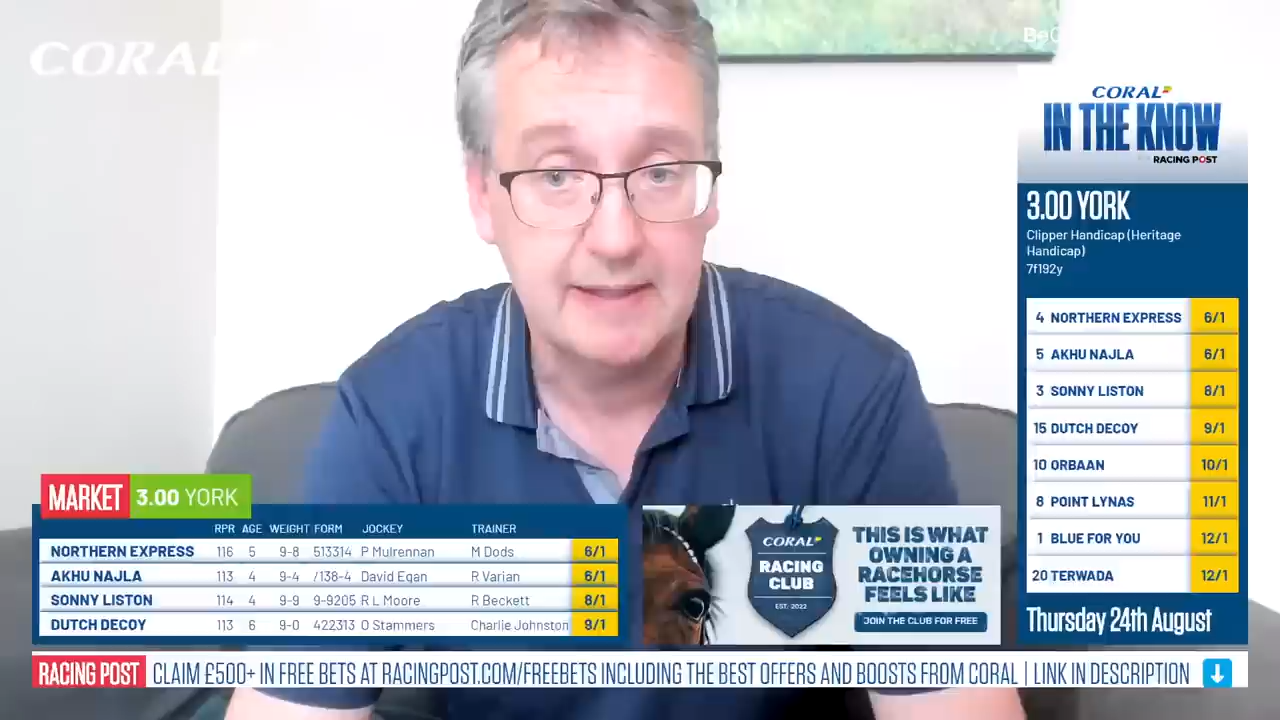 CORAL
BeG
CORAL
IN THE KNOW
RACING POST
3.00 YORK
Clipper Handicap (Heritage
Handicap)
7f192y
4 NORTHERN EXPRESS 6/1
5 AKHU NAJLA 6/1
3 SONNY LISTON 8/1
15 DUTCH DECOY 9/1
10 ORBAAN 10/1
8 POINT LYNAS 11/1
1 BLUE FOR YOU 12/1
20 TERWADA 12/1
Thursday 24th August
MARKET 3.00 YORK
RPR AGE WEIGHT FORM JOCKEY TRAINER
NORTHERN EXPRESS 116 5 9-8 513314 P Mulrennan M Dods 6/1
AKHU NAJLA 113 4 9-4 /138-4 David Egan R Varian 6/1
SONNY LISTON 114 4 9-9 9-9205 R L Moore R Beckett 8/1
DUTCH DECOY 113 6 9-0 422313 O Stammers Charlie Johnston 9/1
CORAL
RACING
CLUB
EST. 2022
THIS IS WHAT
OWNING A
RACEHORSE
FEELS LIKE
JOIN THE CLUB FOR FREE
RACING POST CLAIM £500+ IN FREE BETS AT RACINGPOST.COM/FREEBETS INCLUDING THE BEST OFFERS AND BOOSTS FROM CORAL | LINK IN DESCRIPTION